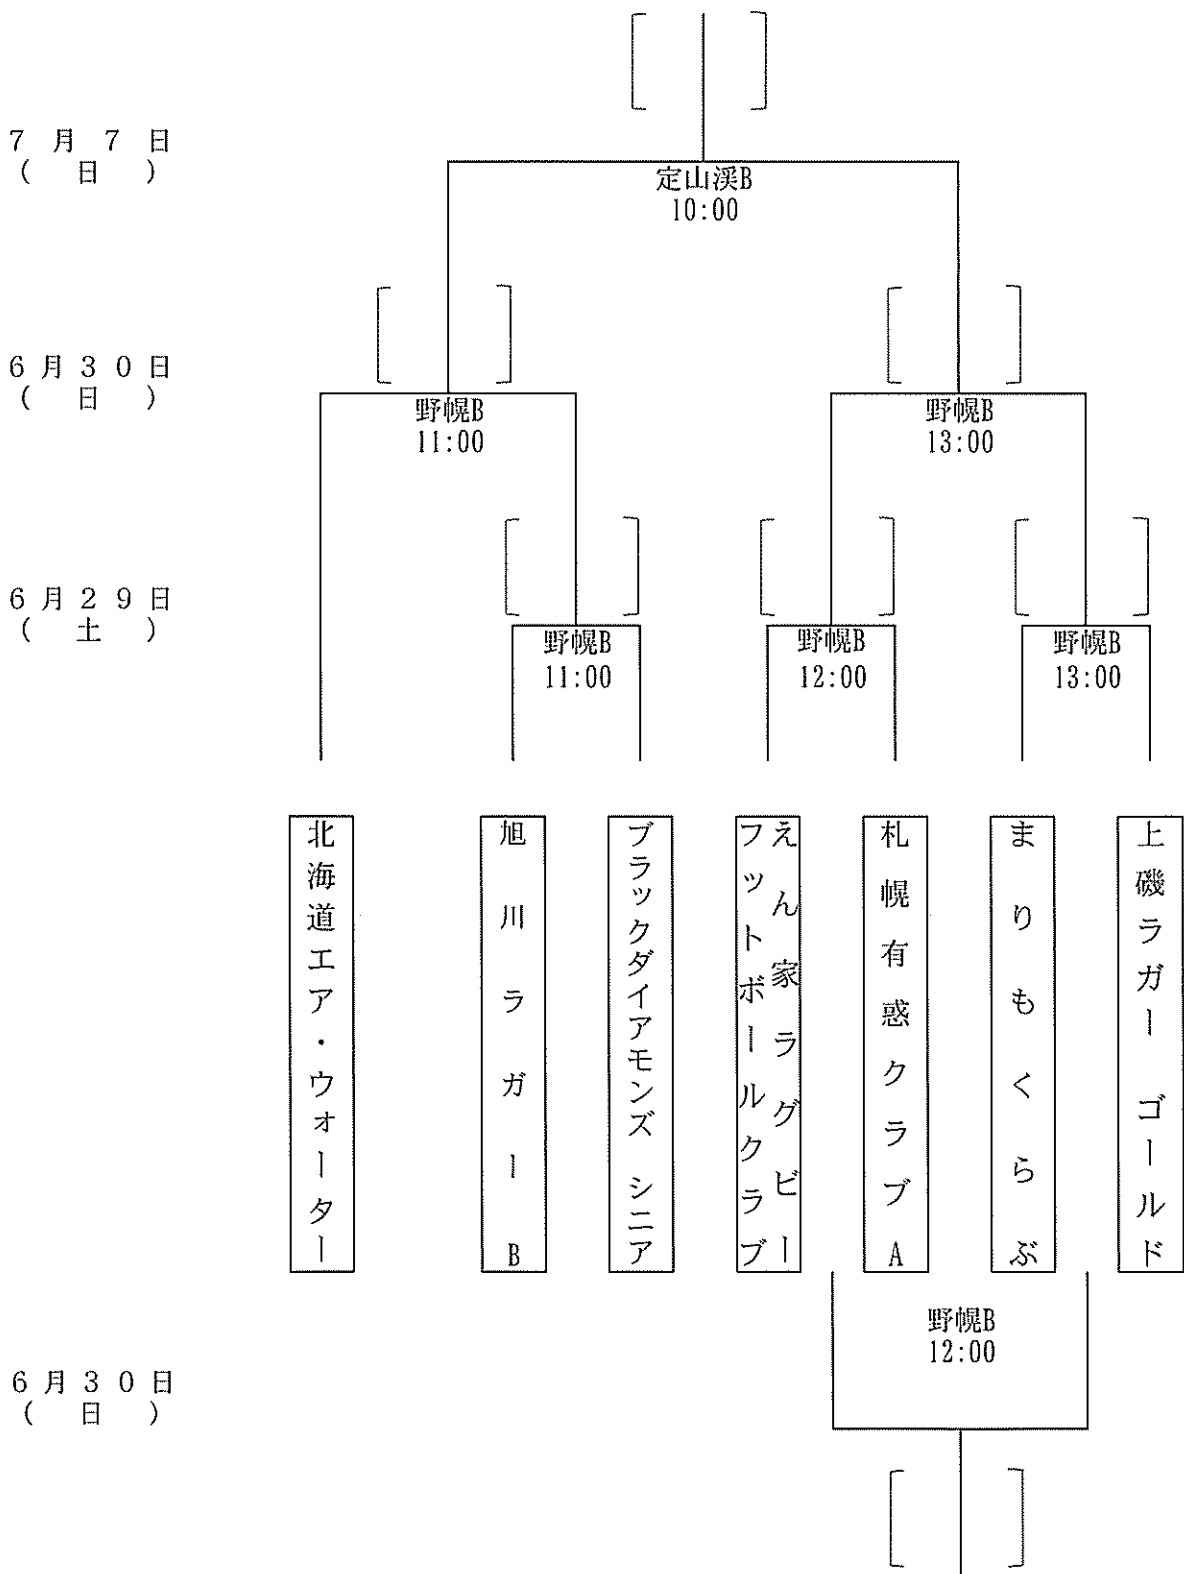 7月7日
(日)
定山渓B
10:00
6月30日
(日)
野幌B
11:00
野幌B
13:00
6月29日
(土)
野幌B
11:00
野幌B
12:00
野幌B
13:00
北海道エア・ウォーター
旭川ラガーB
ブラックダイアモンズ シニア
えん家ラグビー
フットボールクラブ
札幌有惑クラブA
まりもくらぶ
上磯ラガー ゴールド
野幌B
12:00
6月30日
(日)